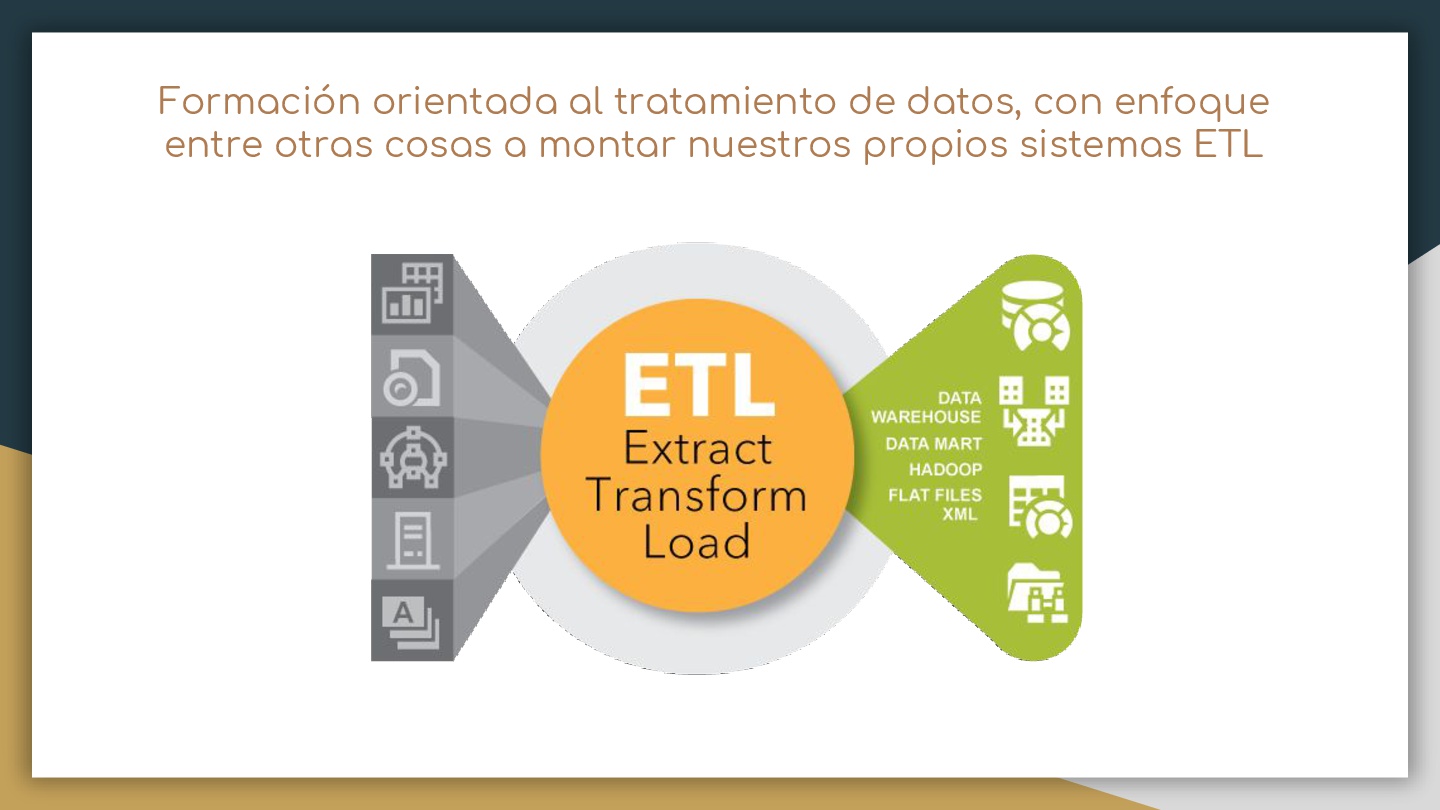 Formación orientada al tratamiento de datos, con enfoque
entre otras cosas a montar nuestros propios sistemas ETL
ETL
Extract
Transform
Load
DATA
WAREHOUSE
DATA MART
HADOOP
FLAT FILES
XML
A